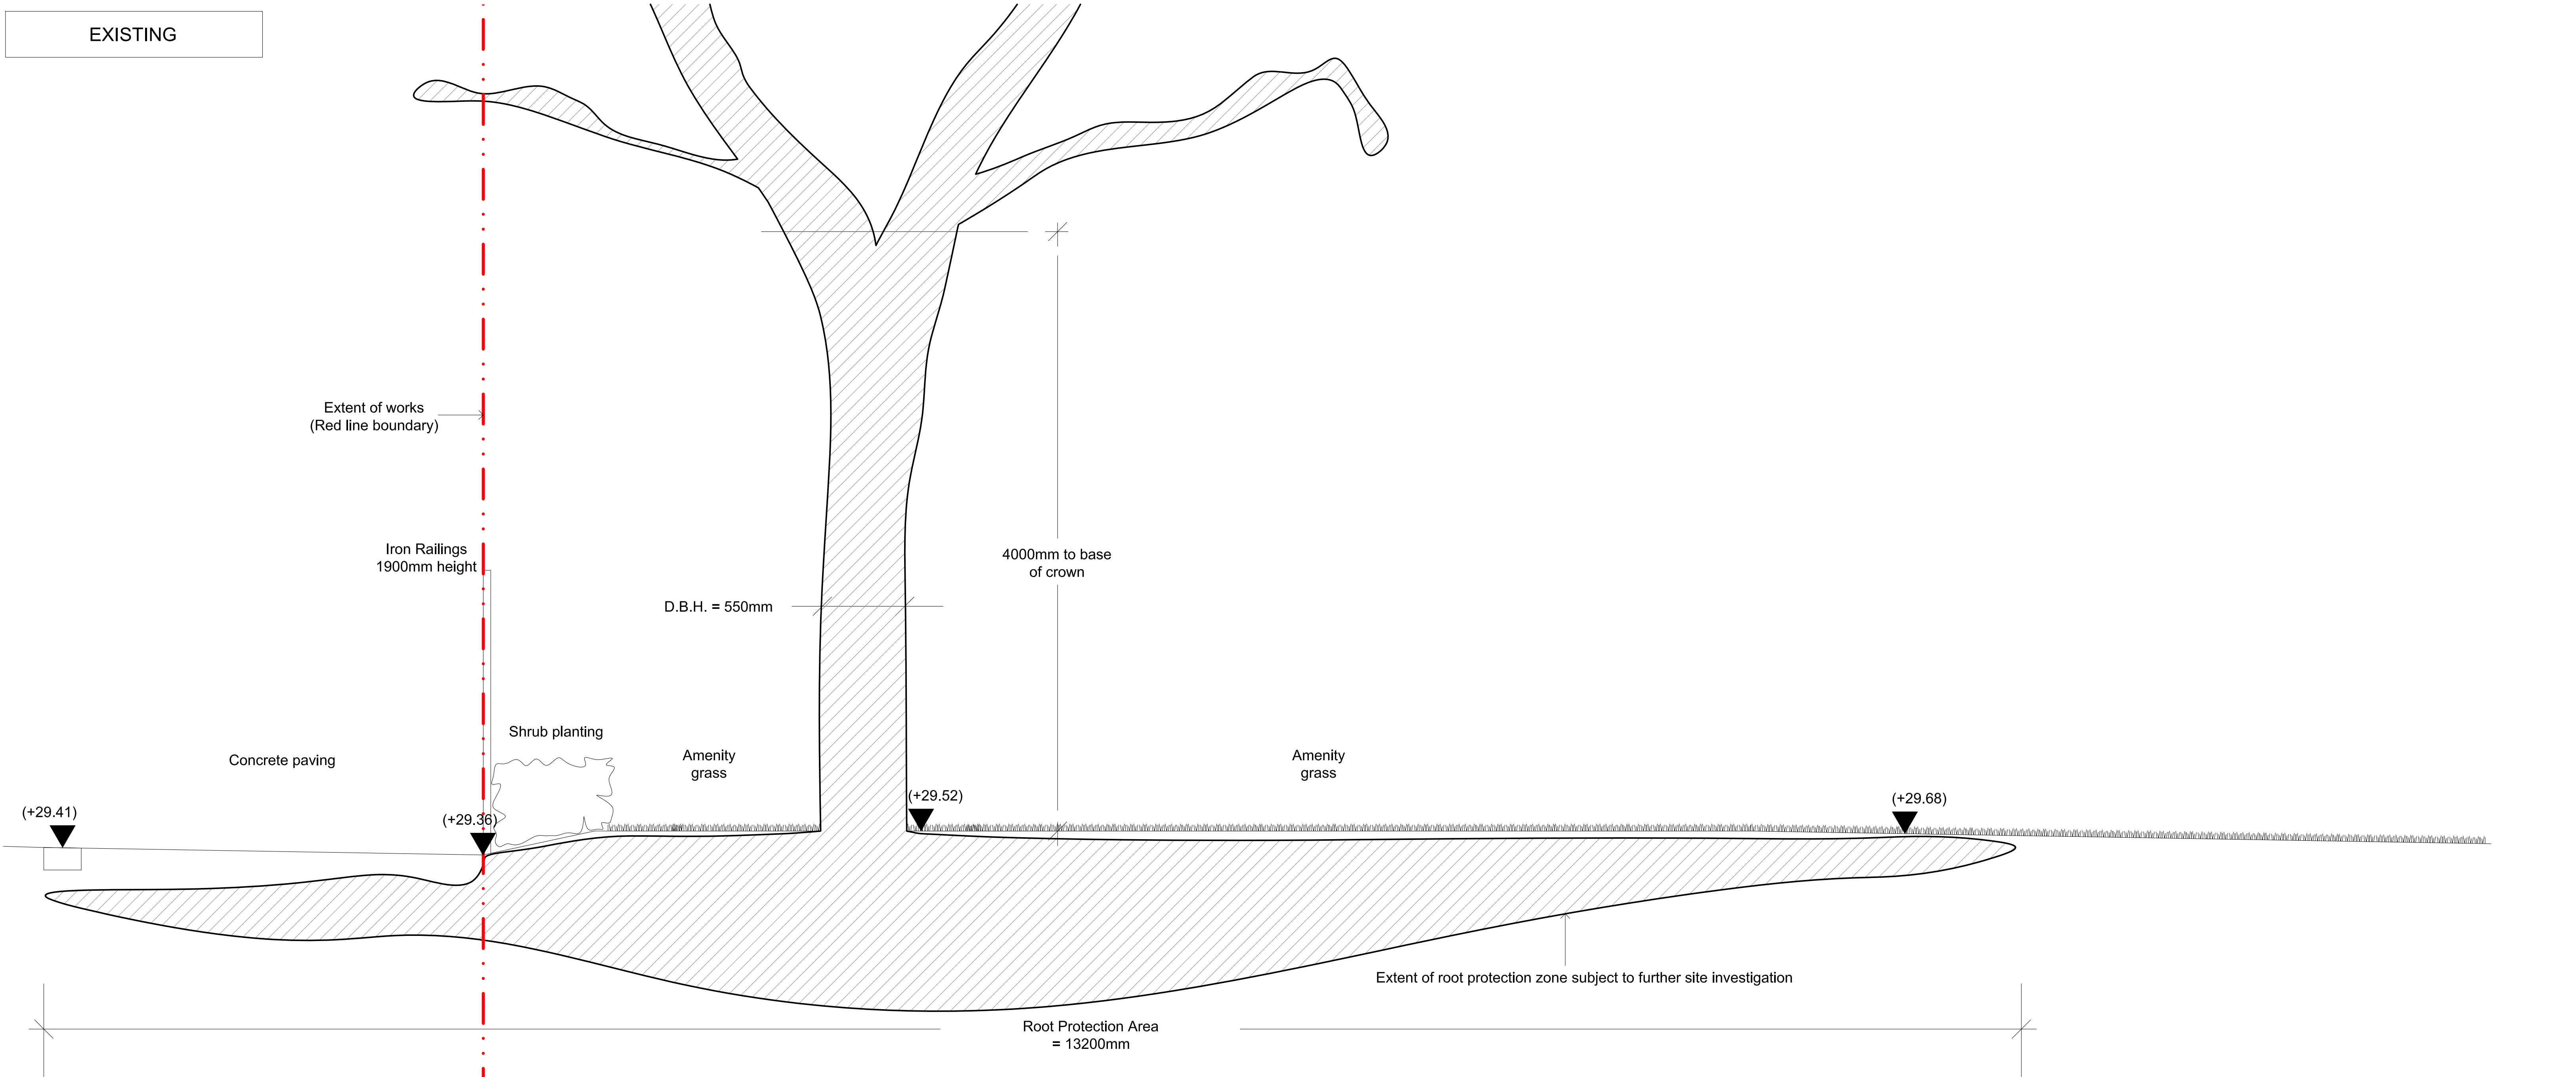 EXISTING
Extent of works
(Red line boundary)
Iron Railings
1900mm height
4000mm to base
of crown
D.B.H. = 550mm
Shrub planting
Concrete paving
Amenity
grass
Amenity
grass
(+29.41)
(+29.36)
(+29.52)
(+29.68)
Extent of root protection zone subject to further site investigation
Root Protection Area
= 13200mm